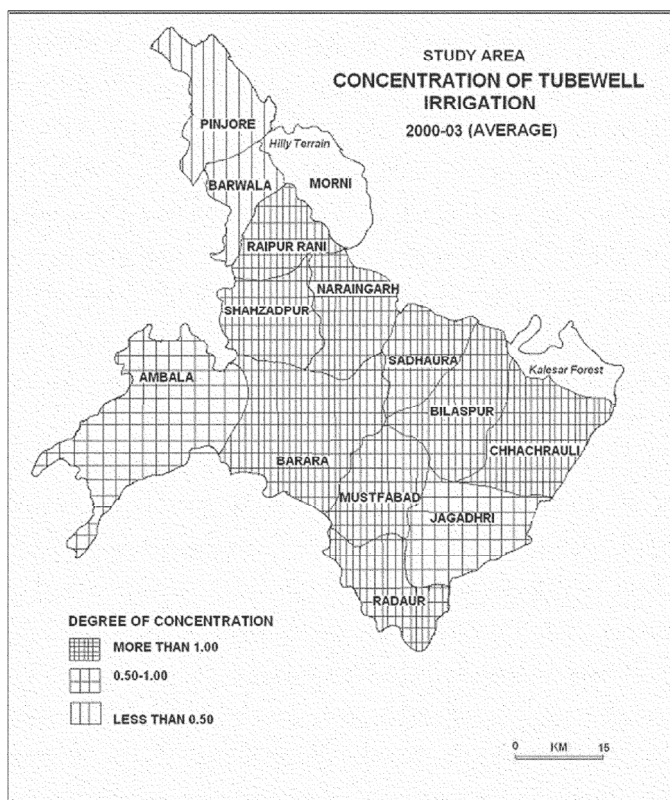 STUDY AREA
CONCENTRATION OF TUBEWELL
IRRIGATION
2000-03 (AVERAGE)
PINJORE
Hilly Terrain
BARWALA
MORNI
RAIPUR RANI
NARAINGARH
SHAHZADPUR
SADHAURA
Kalesar Forest
AMBALA
BILASPUR
CHHACHRAULI
BARARA
MUSTFABAD
JAGADHRI
RADAUR
DEGREE OF CONCENTRATION
MORE THAN 1.00
0.50-1.00
LESS THAN 0.50
0 KM 15